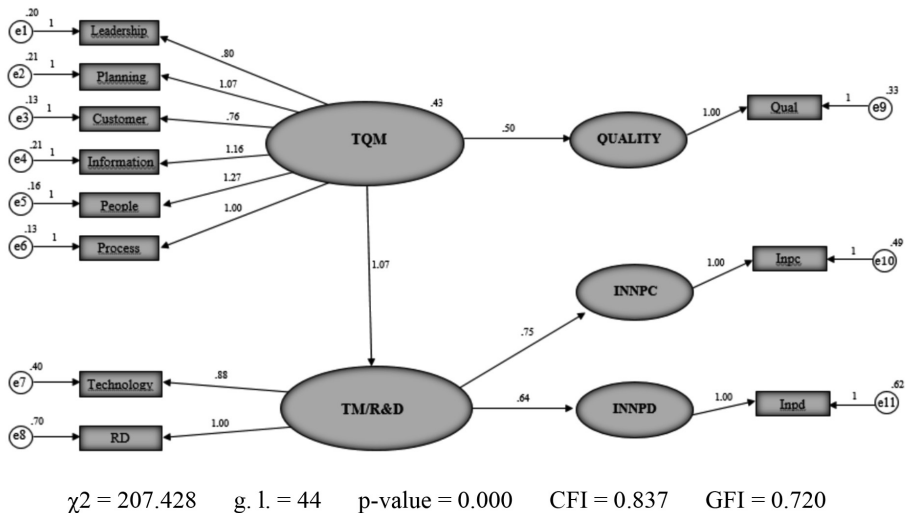 .20
e1 1 Leadership
.80
.21
e2 1 Planning
1.07
.13
e3 1 Customer
.76
.43
TQM
.50
QUALITY
1.00
Qual 1 e9
.33
.21
e4 1 Information
1.16
.16
e5 1 People
1.27
.13
e6 1 Process
1.00
1.07
INNPC
1.00
Inpc 1 e10
.49
.75
.40
e7 1 Technology
.88
TM/R&D
.64
INNPD
1.00
Inpd 1 e11
.62
.70
e8 1 RD
1.00
χ2 = 207.428 g. l. = 44 p-value = 0.000 CFI = 0.837 GFI = 0.720